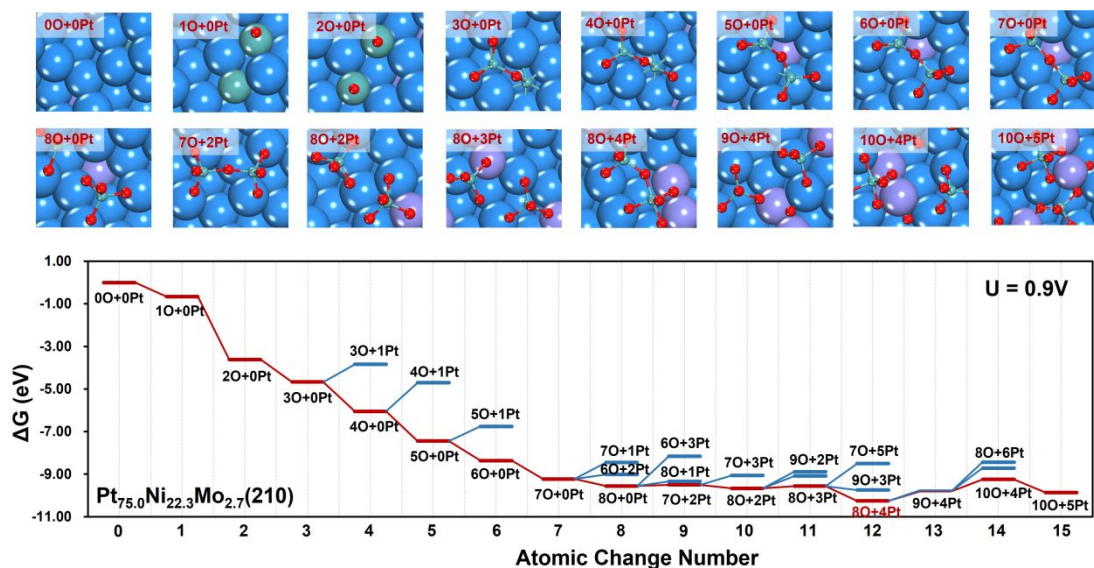 0O+0Pt 1O+0Pt 2O+0Pt 3O+0Pt 4O+0Pt 5O+0Pt 6O+0Pt 7O+0Pt
8O+0Pt 7O+2Pt 8O+2Pt 8O+3Pt 8O+4Pt 9O+4Pt 10O+4Pt 10O+5Pt
1.00
-1.00
-3.00
-5.00
-7.00
-9.00
-11.00
ΔG (eV)
U = 0.9V
0O+0Pt
1O+0Pt
2O+0Pt
3O+0Pt
3O+1Pt
4O+0Pt
4O+1Pt
5O+0Pt
5O+1Pt
6O+0Pt
7O+0Pt
7O+1Pt
6O+2Pt
8O+0Pt
6O+3Pt
8O+1Pt
7O+2Pt
7O+3Pt
8O+2Pt
9O+2Pt
8O+3Pt
7O+5Pt
9O+3Pt
8O+4Pt
9O+4Pt
8O+6Pt
10O+4Pt
10O+5Pt
Pt75.0Ni22.3Mo2.7(210)
0 1 2 3 4 5 6 7 8 9 10 11 12 13 14 15
Atomic Change Number